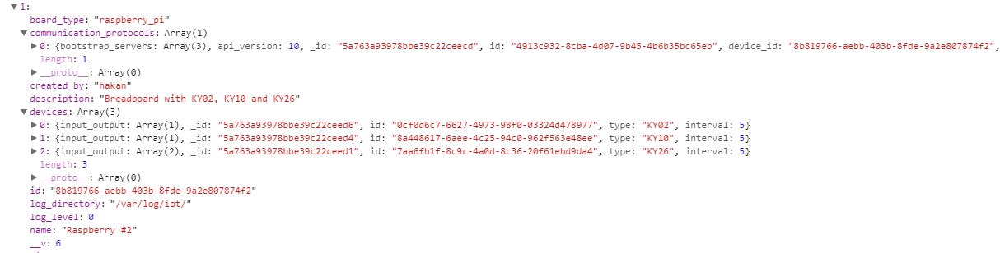 ▼1:
board_type: "raspberry_pi"
▼communication_protocols: Array(1)
▶0: {bootstrap_servers: Array(3), api_version: 10, _id: "5a763a93978bbe39c22ceecd", id: "4913c932-8cba-4d07-9b45-4b6b35bc65eb", device_id: "8b819766-aebb-403b-8fde-9a2e807874f2",
length: 1
▶__proto__: Array(0)
created_by: "hakan"
description: "Breadboard with KY02, KY10 and KY26"
▼devices: Array(3)
▶0: {input_output: Array(1), _id: "5a763a93978bbe39c22ceed6", id: "0cf0d6c7-6627-4973-98f0-03324d478977", type: "KY02", interval: 5}
▶1: {input_output: Array(1), _id: "5a763a93978bbe39c22ceed4", id: "8a448617-6aee-4c25-94c0-962f563e48ee", type: "KY10", interval: 5}
▶2: {input_output: Array(2), _id: "5a763a93978bbe39c22ceed1", id: "7aa6fb1f-8c9c-4a0d-8c36-20f61ebd9da4", type: "KY26", interval: 5}
length: 3
▶__proto__: Array(0)
id: "8b819766-aebb-403b-8fde-9a2e807874f2"
log_directory: "/var/log/iot/"
log_level: 0
name: "Raspberry #2"
__v: 6